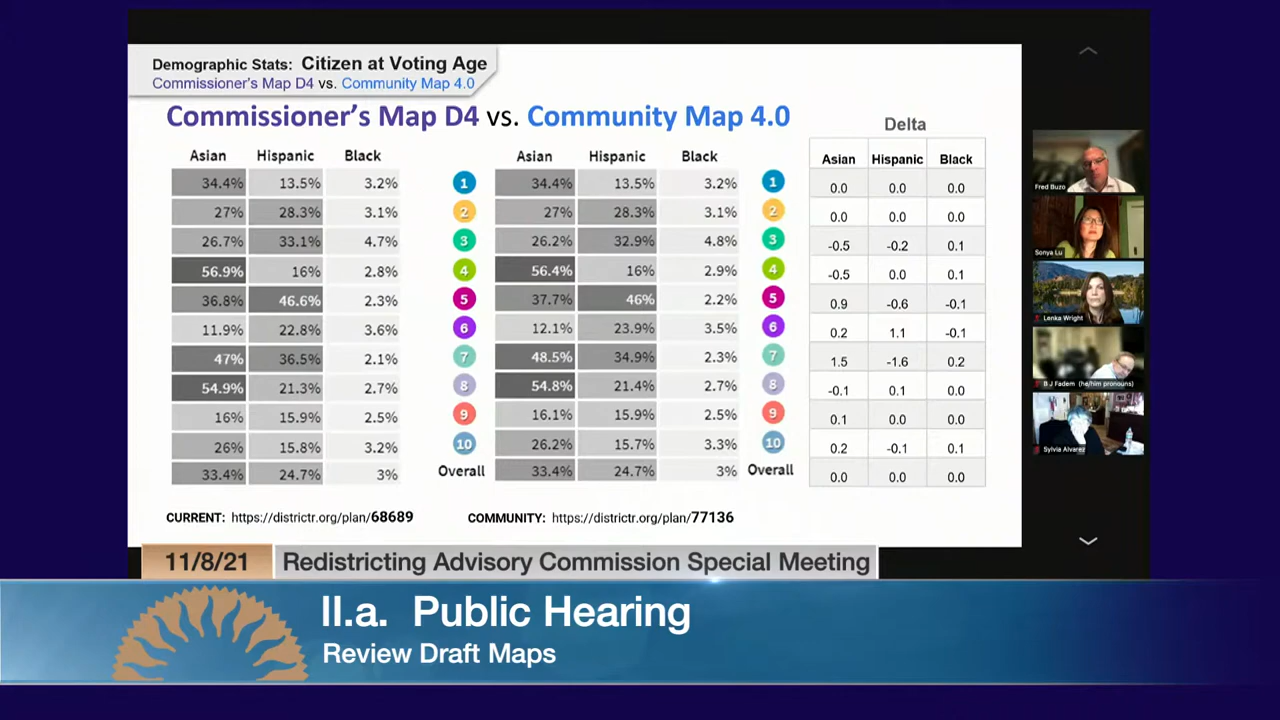 Demographic Stats: Citizen at Voting Age
Commissioner's Map D4 vs. Community Map 4.0
Commissioner's Map D4 vs. Community Map 4.0
Delta
Asian Hispanic Black Asian Hispanic Black Asian Hispanic Black
34.4% 13.5% 3.2% 1 34.4% 13.5% 3.2% 1 0.0 0.0 0.0
27% 28.3% 3.1% 2 27% 28.3% 3.1% 2 0.0 0.0 0.0
26.7% 33.1% 4.7% 3 26.2% 32.9% 4.8% 3 -0.5 -0.2 0.1
56.9% 16% 2.8% 4 56.4% 16% 2.9% 4 -0.5 0.0 0.1
36.8% 46.6% 2.3% 5 37.7% 46% 2.2% 5 0.9 -0.6 -0.1
11.9% 22.8% 3.6% 6 12.1% 23.9% 3.5% 6 0.2 1.1 -0.1
47% 36.5% 2.1% 7 48.5% 34.9% 2.3% 7 1.5 -1.6 0.2
54.9% 21.3% 2.7% 8 54.8% 21.4% 2.7% 8 -0.1 0.1 0.0
16% 15.9% 2.5% 9 16.1% 15.9% 2.5% 9 0.1 0.0 0.0
26% 15.8% 3.2% 10 26.2% 15.7% 3.3% 10 0.2 -0.1 0.1
33.4% 24.7% 3% Overall 33.4% 24.7% 3% Overall 0.0 0.0 0.0
CURRENT: https://districtr.org/plan/68689 COMMUNITY: https://districtr.org/plan/77136
Fred Buzo
Sonya Lu
Lenka Wright
B J Fadem (he/him pronouns)
Sylvia Alvarez
11/8/21 Redistricting Advisory Commission Special Meeting
II.a. Public Hearing
Review Draft Maps